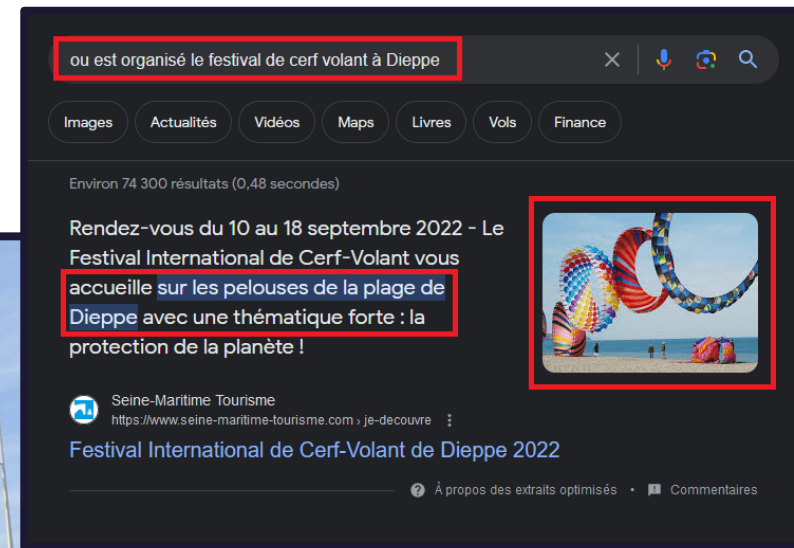 ou est organisé le festival de cerf volant à Dieppe
Images Actualités Vidéos Maps Livres Vols Finance
Environ 74 300 résultats (0,48 secondes)
Rendez-vous du 10 au 18 septembre 2022 - Le
Festival International de Cerf-Volant vous
accueille sur les pelouses de la plage de
Dieppe avec une thématique forte : la
protection de la planète !
Seine-Maritime Tourisme
https://www.seine-maritime-tourisme.com › je-decouvre
Festival International de Cerf-Volant de Dieppe 2022
À propos des extraits optimisés • Commentaires